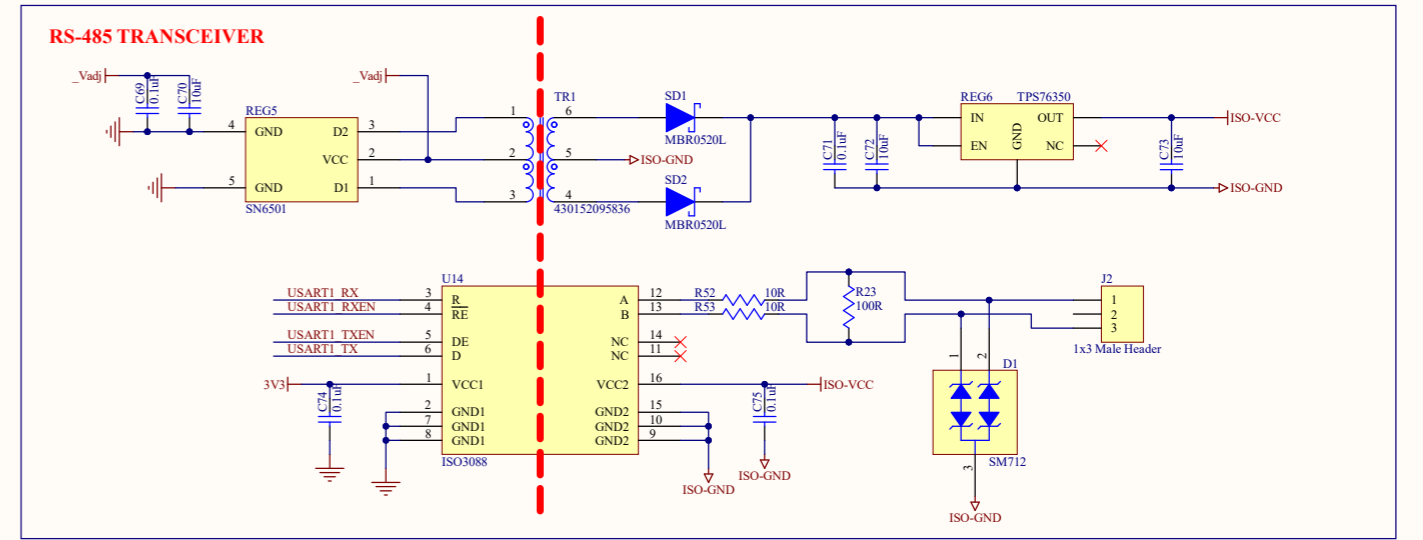 RS-485 TRANSCEIVER
_Vadj
C69
0.1uF
C70
10uF
_Vadj
REG5
4 GND
D2 3
VCC 2
5 GND
D1 1
SN6501
TR1
1
2
3
6
5
4
430152095836
SD1
MBR0520L
ISO-GND
SD2
MBR0520L
REG6
TPS76350
IN
OUT
EN
GND
NC
C71
0.1uF
C72
10uF
C73
10uF
ISO-VCC
ISO-GND
U14
USART1_RX 3 R
USART1_RXEN 4 RE
USART1_TXEN 5 DE
USART1_TX 6 D
3V3
1 VCC1
C74
0.1uF
2 GND1
7 GND1
8 GND1
ISO3088
A 12
B 13
NC 14
NC 11
VCC2 16
GND2 15
GND2 10
GND2 9
R52 10R
R53 10R
R23
100R
ISO-VCC
C75
0.1uF
ISO-GND
ISO-GND
J2
1
2
3
1x3 Male Header
1
2
D1
SM712
3
ISO-GND